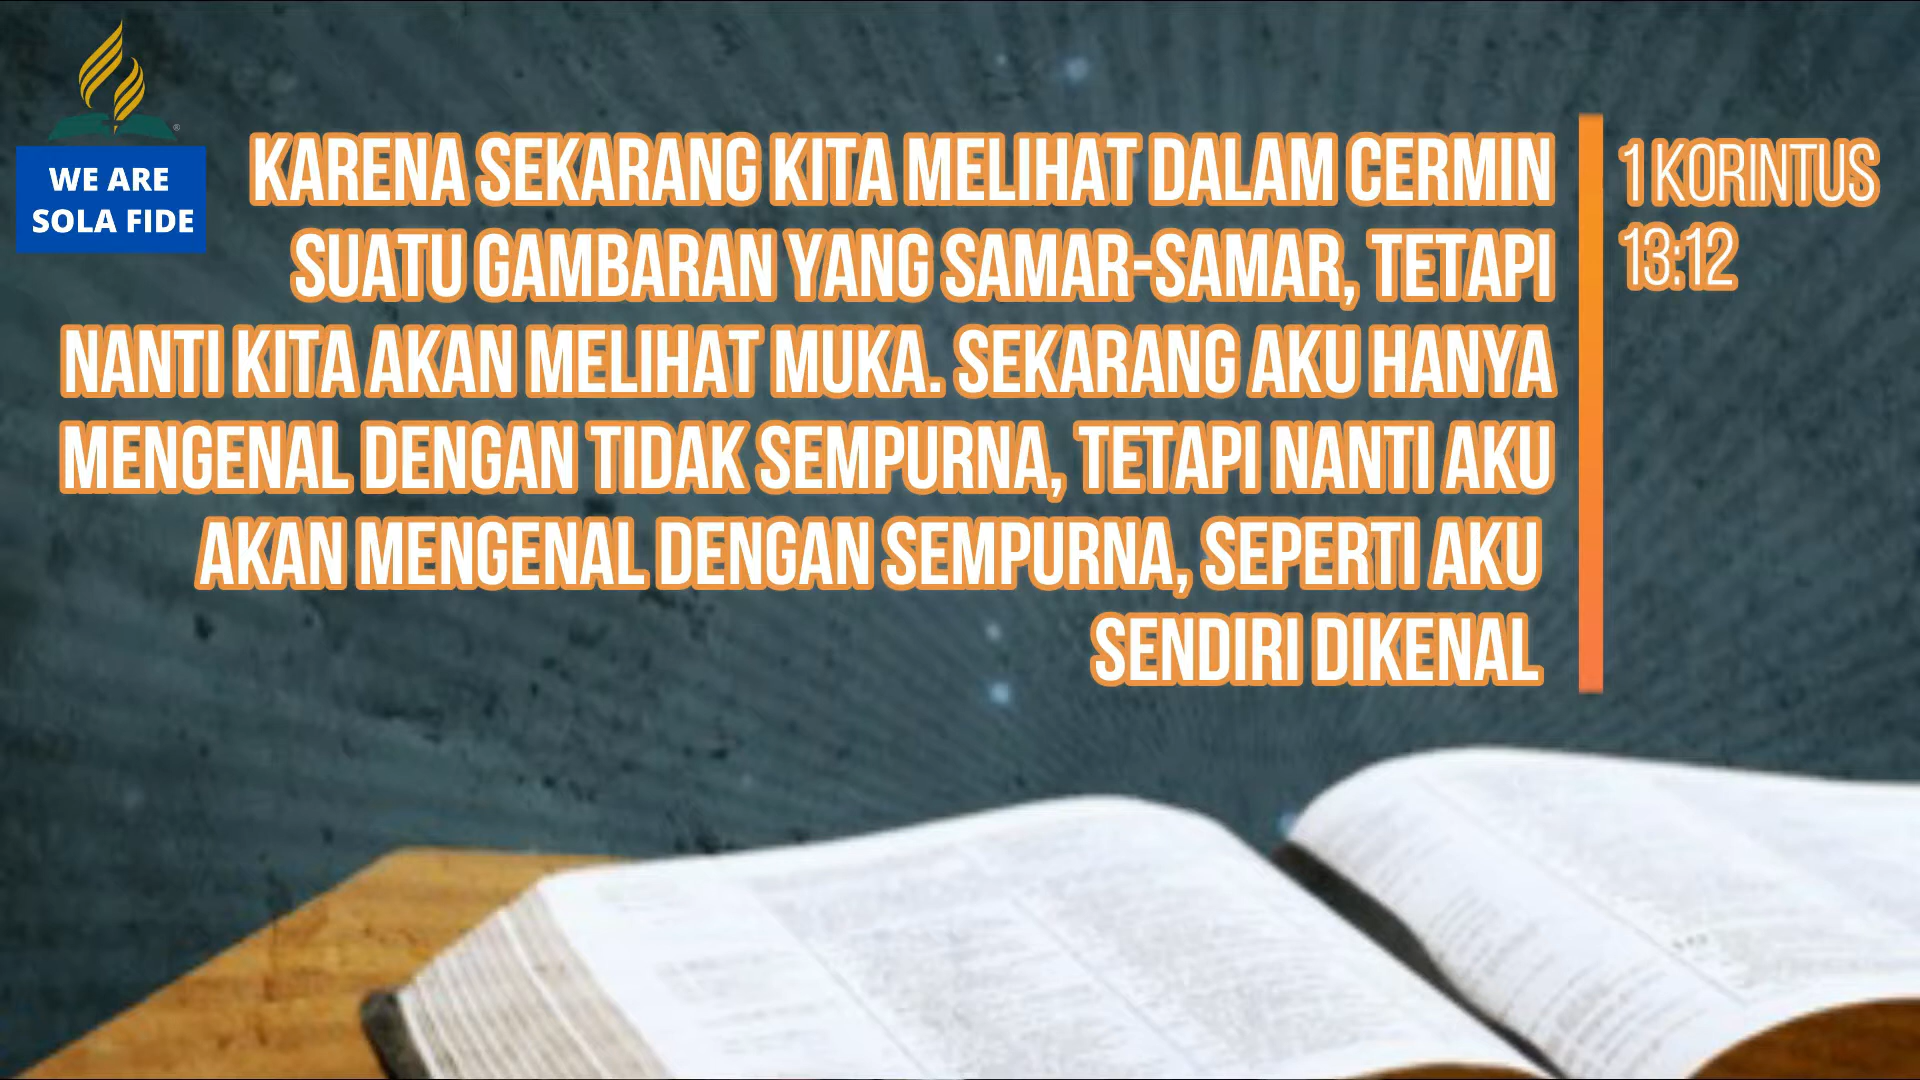 WE ARE
SOLA FIDE
KARENA SEKARANG KITA MELIHAT DALAM CERMIN
SUATU GAMBARAN YANG SAMAR-SAMAR, TETAPI
NANTI KITA AKAN MELIHAT MUKA. SEKARANG AKU HANYA
MENGENAL DENGAN TIDAK SEMPURNA, TETAPI NANTI AKU
AKAN MENGENAL DENGAN SEMPURNA, SEPERTI AKU
SENDIRI DIKENAL
1 KORINTUS
13:12